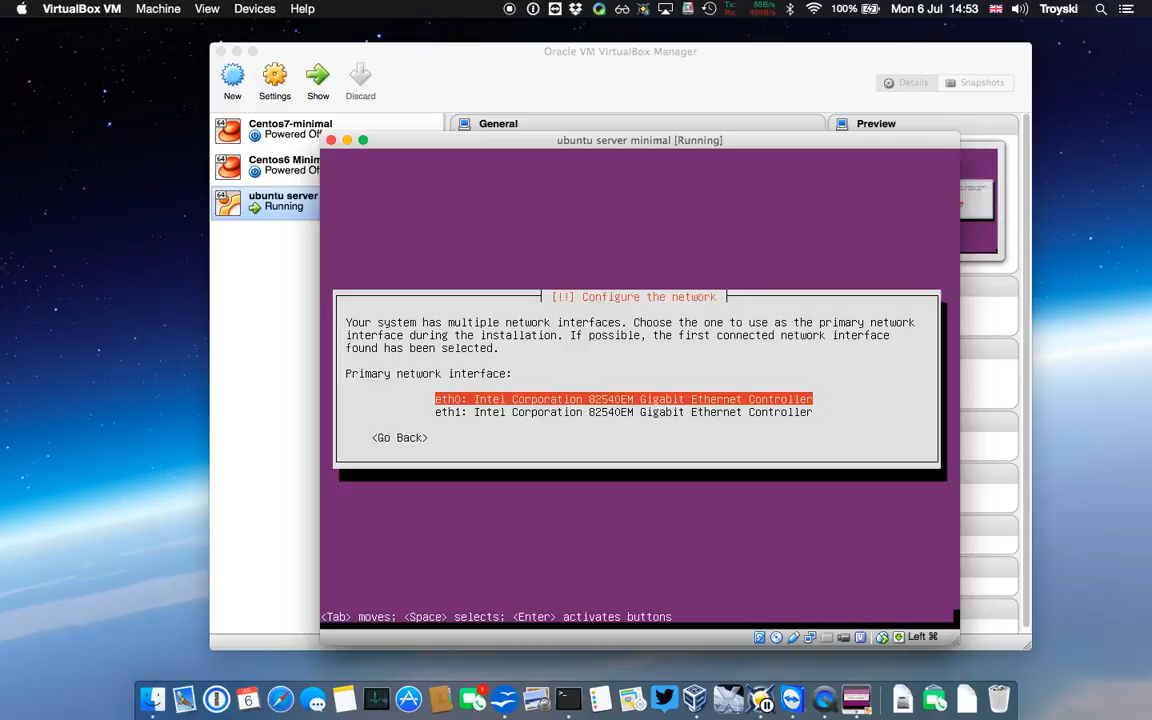 VirtualBox VM Machine View Devices Help 100% Mon 6 Jul 14:53 Troyski
Oracle VM VirtualBox Manager
New Settings Show Discard Details Snapshots
Centos7-minimal
Powered Of
General
Preview
ubuntu server minimal [Running]
Centos6 Minim
Powered Of
ubuntu server
Running
[!!] Configure the network
Your system has multiple network interfaces. Choose the one to use as the primary network
interface during the installation. If possible, the first connected network interface
found has been selected.
Primary network interface:
eth0: Intel Corporation 82540EM Gigabit Ethernet Controller
eth1: Intel Corporation 82540EM Gigabit Ethernet Controller
<Go Back>
<Tab> moves; <Space> selects; <Enter> activates buttons
Left ⌘